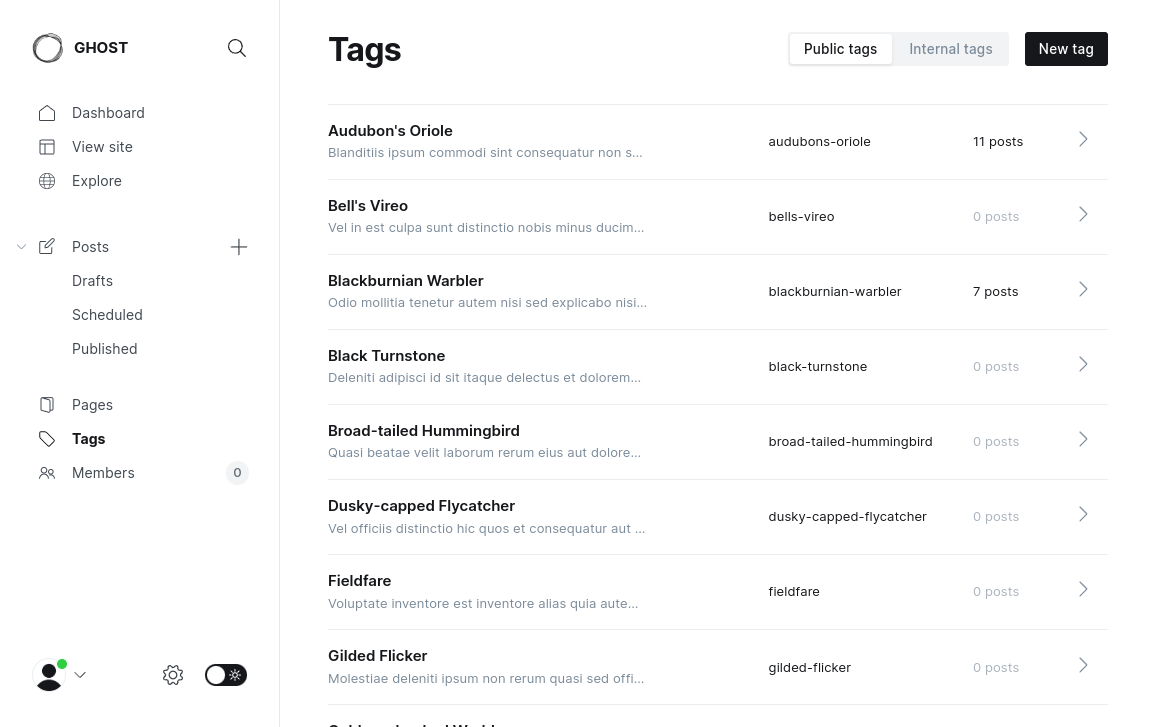 GHOST
Dashboard
View site
Explore
Posts
Drafts
Scheduled
Published
Pages
Tags
Members
0
Tags
Public tags
Internal tags
New tag
Audubon's Oriole
Blanditiis ipsum commodi sint consequatur non s...
audubons-oriole
11 posts
Bell's Vireo
Vel in est culpa sunt distinctio nobis minus ducim...
bells-vireo
0 posts
Blackburnian Warbler
Odio mollitia tenetur autem nisi sed explicabo nisi...
blackburnian-warbler
7 posts
Black Turnstone
Deleniti adipisci id sit itaque delectus et dolorem...
black-turnstone
0 posts
Broad-tailed Hummingbird
Quasi beatae velit laborum rerum eius aut dolore...
broad-tailed-hummingbird
0 posts
Dusky-capped Flycatcher
Vel officiis distinctio hic quos et consequatur aut ...
dusky-capped-flycatcher
0 posts
Fieldfare
Voluptate inventore est inventore alias quia aute...
fieldfare
0 posts
Gilded Flicker
Molestiae deleniti ipsum non rerum quasi sed offi...
gilded-flicker
0 posts